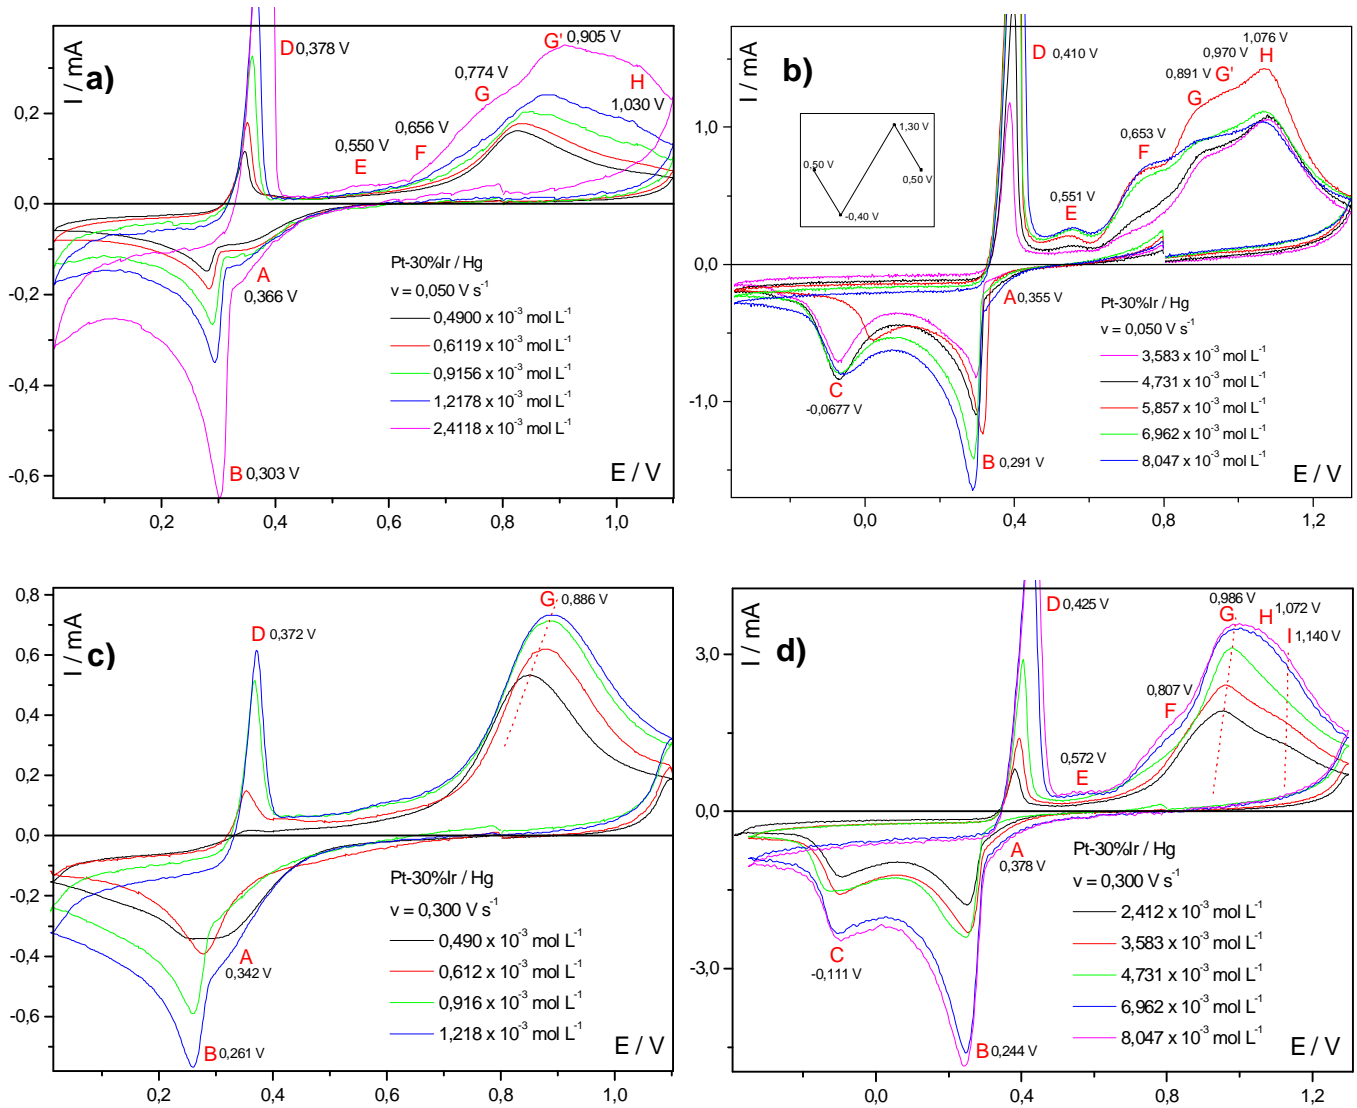 a)
I / mA
0,2
0,0
-0,2
-0,4
-0,6
D 0,378 V
0,550 V
E
0,656 V
F
0,774 V
G
G' 0,905 V
H
1,030 V
A
0,366 V
B 0,303 V
Pt-30%Ir / Hg
v = 0,050 V s⁻¹
0,4900 x 10⁻³ mol L⁻¹
0,6119 x 10⁻³ mol L⁻¹
0,9156 x 10⁻³ mol L⁻¹
1,2178 x 10⁻³ mol L⁻¹
2,4118 x 10⁻³ mol L⁻¹
E / V
0,2 0,4 0,6 0,8 1,0
b)
I / mA
1,0
0,0
-1,0
D 0,410 V
0,50 V
-0,40 V
1,30 V
0,50 V
0,551 V
E
0,653 V
F
0,891 V
G
0,970 V
G'
1,076 V
H
A 0,355 V
C
-0,0677 V
B 0,291 V
Pt-30%Ir / Hg
v = 0,050 V s⁻¹
3,583 x 10⁻³ mol L⁻¹
4,731 x 10⁻³ mol L⁻¹
5,857 x 10⁻³ mol L⁻¹
6,962 x 10⁻³ mol L⁻¹
8,047 x 10⁻³ mol L⁻¹
E / V
0,0 0,4 0,8 1,2
c)
I / mA
0,8
0,6
0,4
0,2
0,0
-0,2
-0,4
-0,6
D 0,372 V
G 0,886 V
A
0,342 V
B 0,261 V
Pt-30%Ir / Hg
v = 0,300 V s⁻¹
0,490 x 10⁻³ mol L⁻¹
0,612 x 10⁻³ mol L⁻¹
0,916 x 10⁻³ mol L⁻¹
1,218 x 10⁻³ mol L⁻¹
E / V
0,2 0,4 0,6 0,8 1,0
d)
I / mA
3,0
0,0
-3,0
D 0,425 V
0,572 V
E
0,807 V
F
0,986 V
G
H 1,072 V
I 1,140 V
A
0,378 V
C
-0,111 V
B 0,244 V
Pt-30%Ir / Hg
v = 0,300 V s⁻¹
2,412 x 10⁻³ mol L⁻¹
3,583 x 10⁻³ mol L⁻¹
4,731 x 10⁻³ mol L⁻¹
6,962 x 10⁻³ mol L⁻¹
8,047 x 10⁻³ mol L⁻¹
E / V
0,0 0,4 0,8 1,2